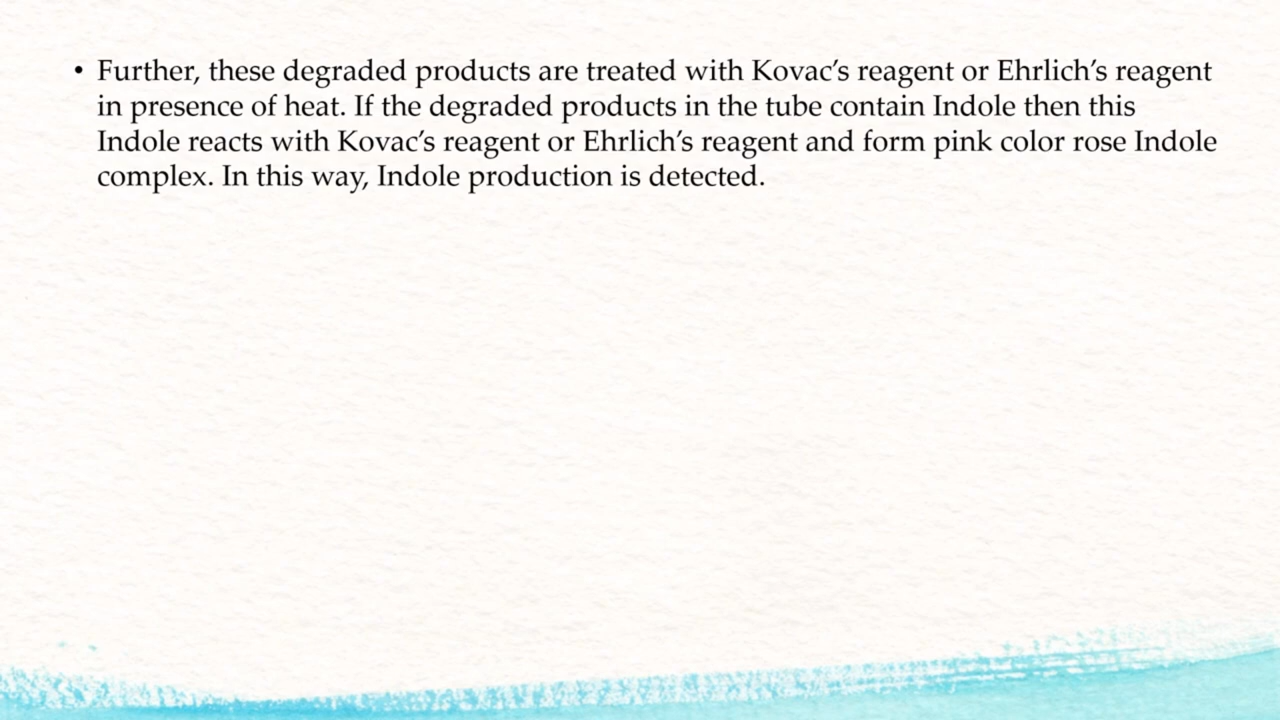 • Further, these degraded products are treated with Kovac’s reagent or Ehrlich’s reagent
in presence of heat. If the degraded products in the tube contain Indole then this
Indole reacts with Kovac’s reagent or Ehrlich’s reagent and form pink color rose Indole
complex. In this way, Indole production is detected.